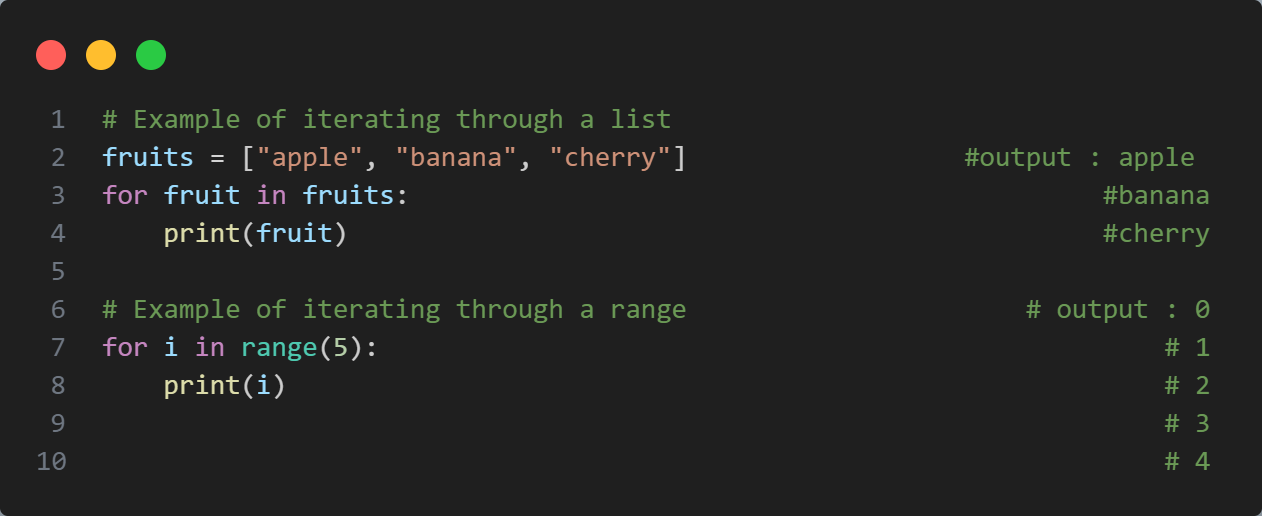 1 # Example of iterating through a list
2 fruits = ["apple", "banana", "cherry"] #output : apple
3 for fruit in fruits: #banana
4     print(fruit) #cherry
5
6 # Example of iterating through a range # output : 0
7 for i in range(5): # 1
8     print(i) # 2
9 # 3
10 # 4